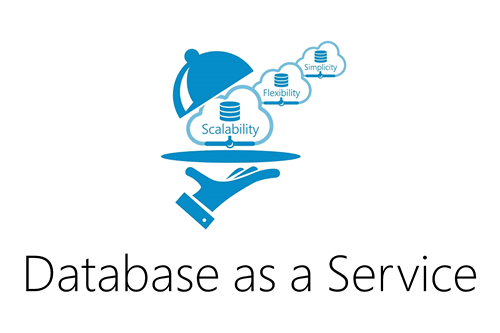 Simplicity
Flexibility
Scalability
Database as a Service